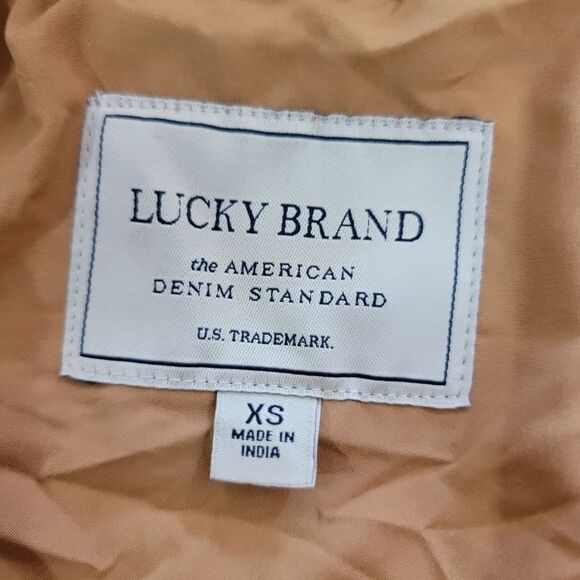 LUCKY BRAND
the AMERICAN
DENIM STANDARD
U.S. TRADEMARK.
XS
MADE IN
INDIA